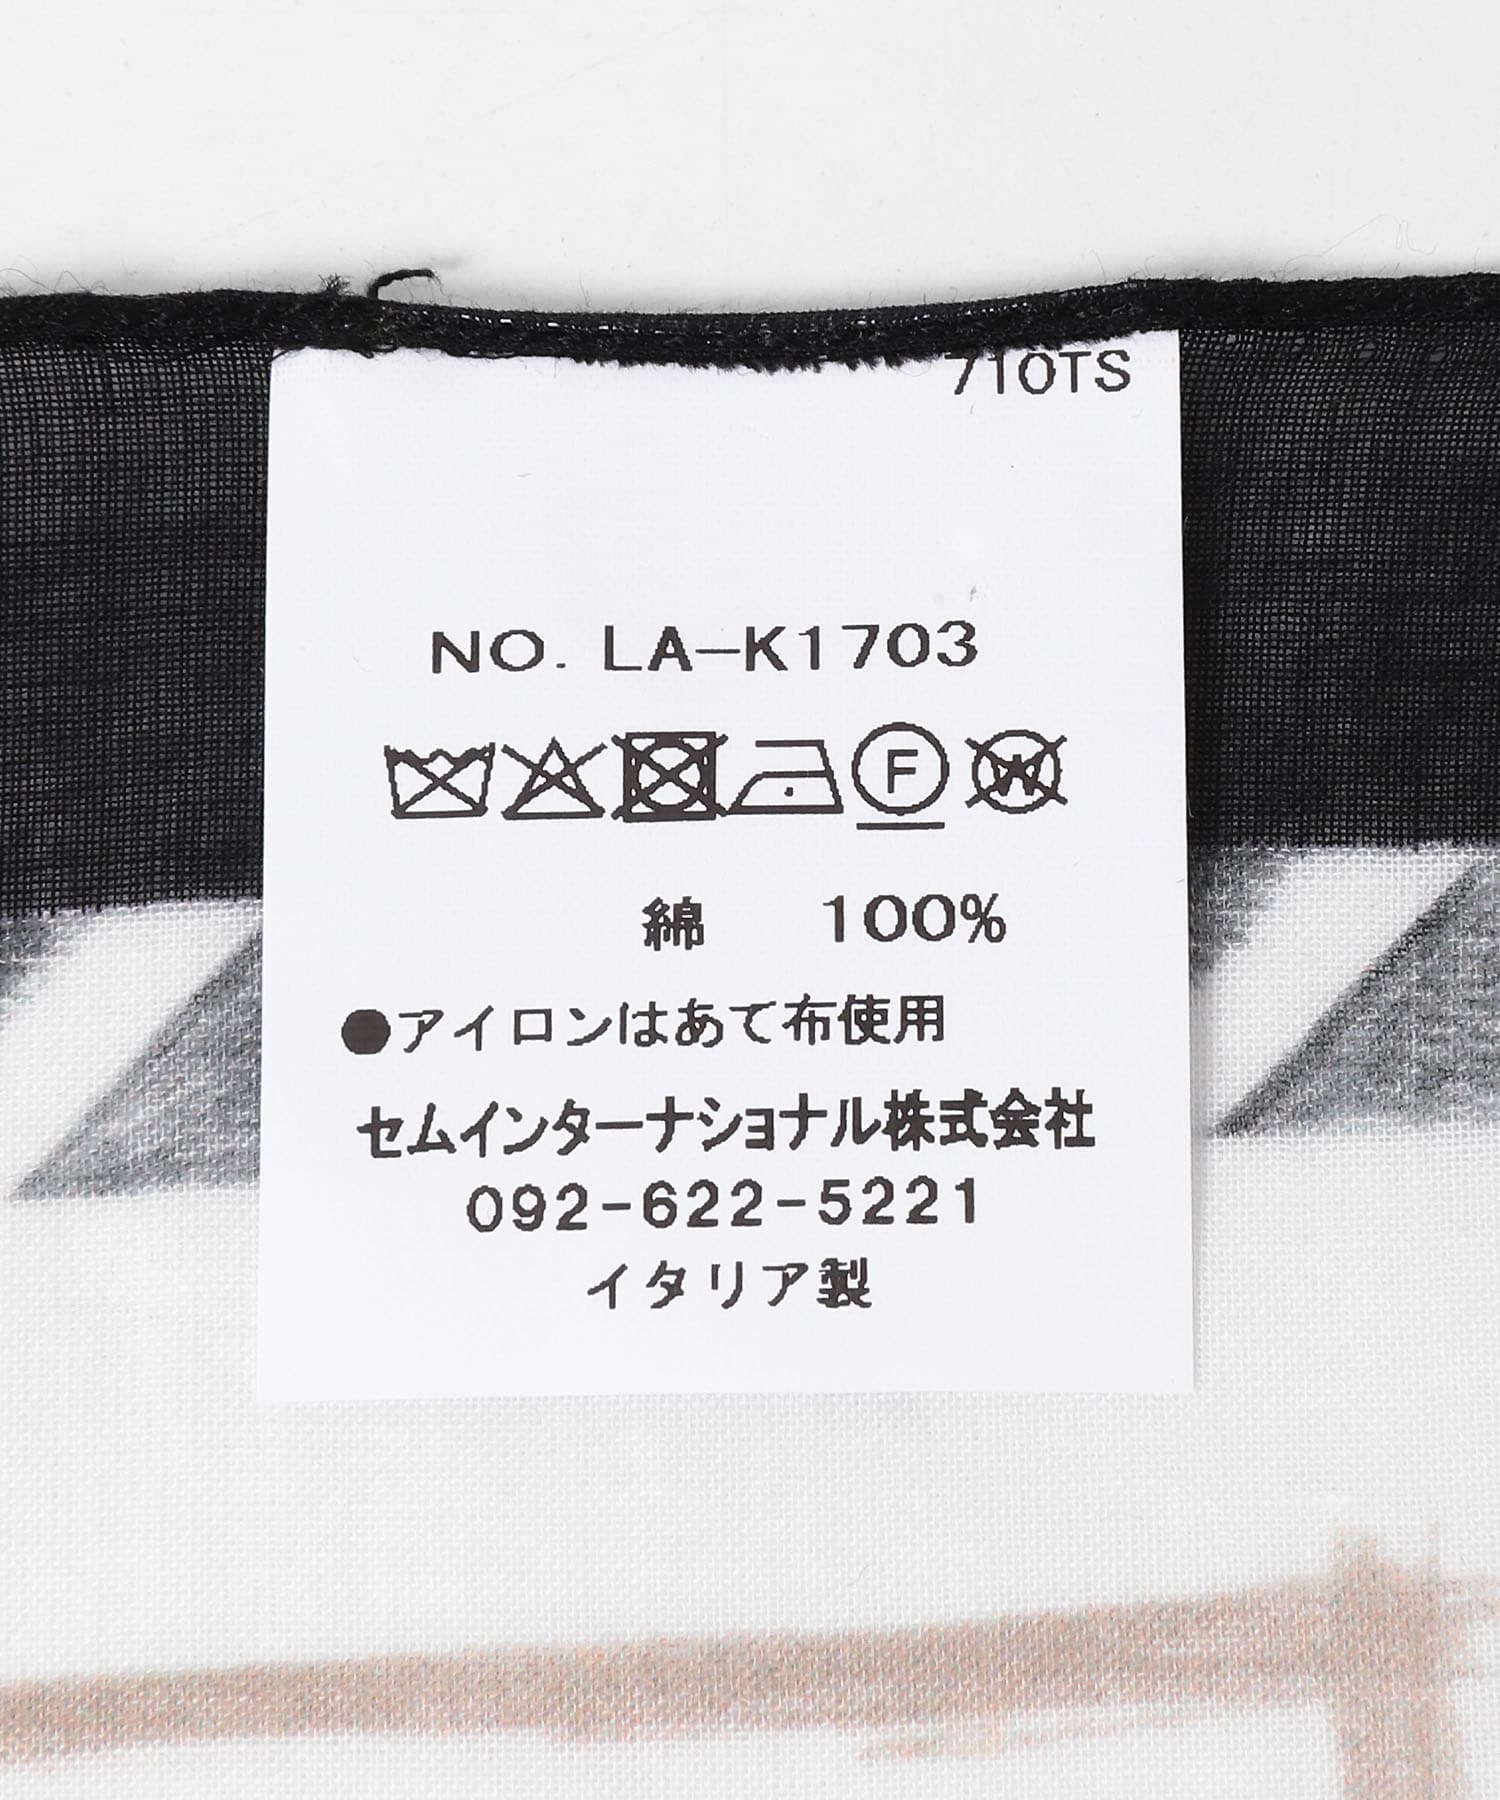 710TS
NO. LA-K1703
F W
綿 100%
●アイロンはあて布使用
セムインターナショナル株式会社
092-622-5221
イタリア製